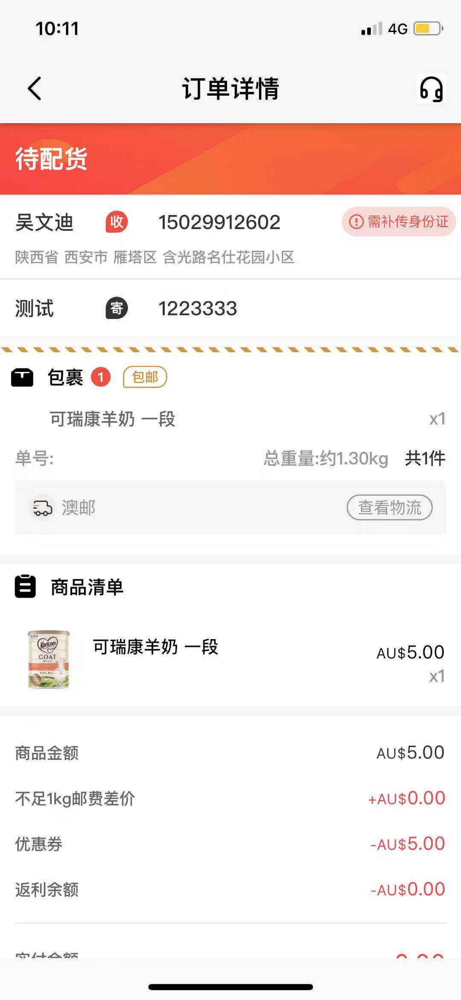 10:11 4G
订单详情
待配货
吴文迪 收 15029912602 需补传身份证
陕西省 西安市 雁塔区 含光路名仕花园小区
测试 寄 1223333
包裹 1 包邮
可瑞康羊奶 一段 x1
单号: 总重量:约1.30kg 共1件
澳邮 查看物流
商品清单
Karicare
GOAT
MILK
可瑞康羊奶 一段
AU$5.00
x1
商品金额 AU$5.00
不足1kg邮费差价 +AU$0.00
优惠券 -AU$5.00
返利余额 -AU$0.00